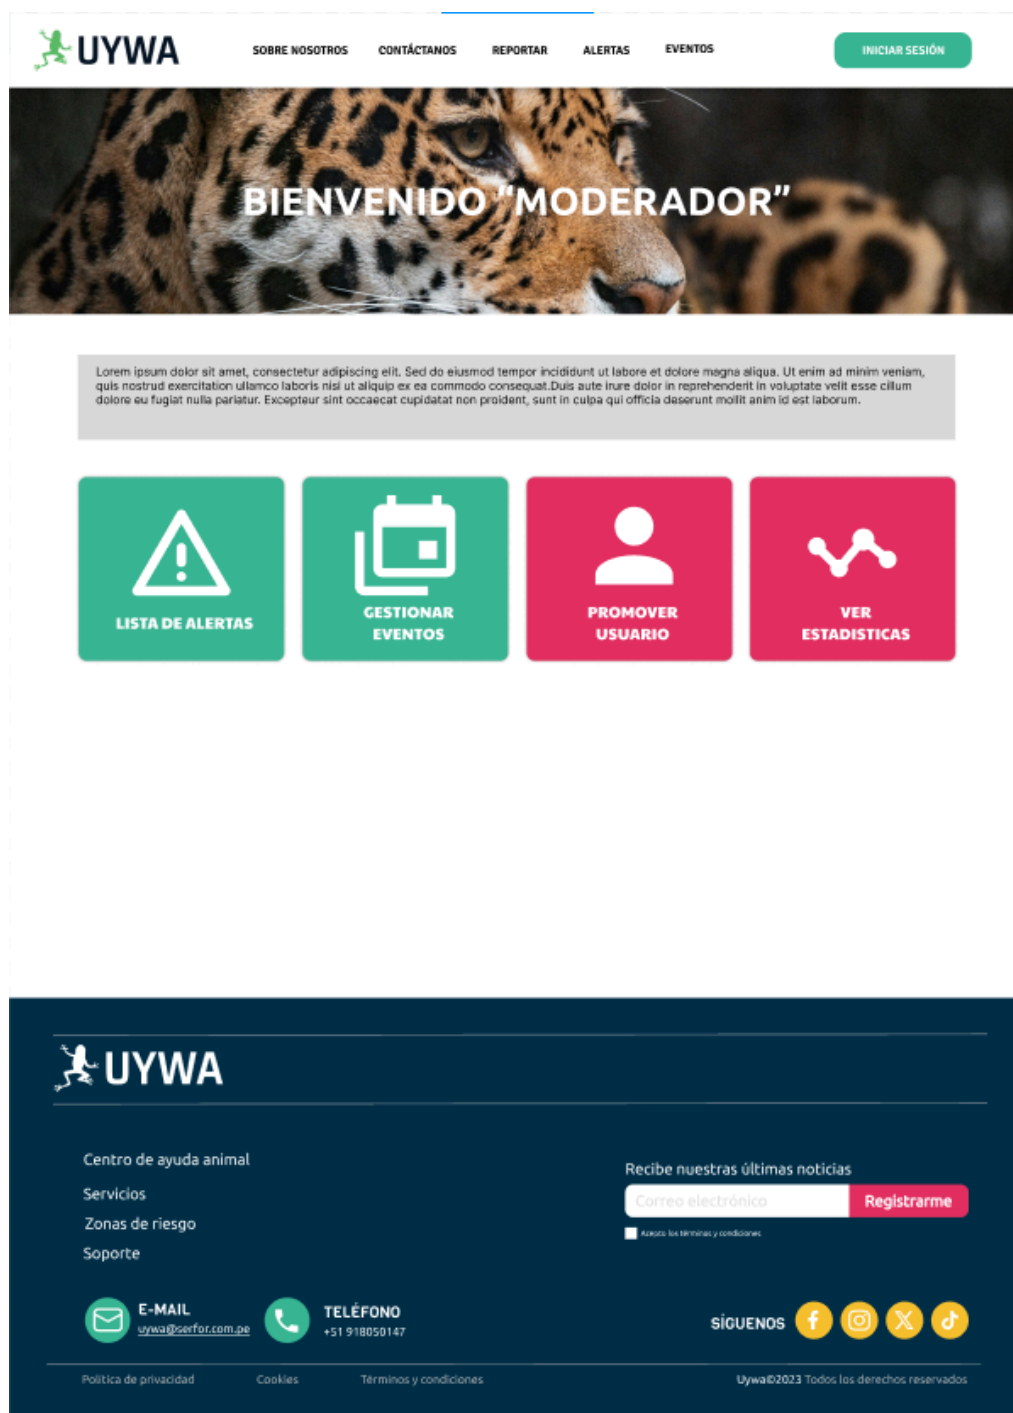 UYWA
SOBRE NOSOTROS
CONTÁCTANOS
REPORTAR
ALERTAS
EVENTOS
INICIAR SESIÓN
BIENVENIDO “MODERADOR”
Lorem ipsum dolor sit amet, consectetur adipiscing elit. Sed do eiusmod tempor incididunt ut labore et dolore magna aliqua. Ut enim ad minim veniam,
quis nostrud exercitation ullamco laboris nisi ut aliquip ex ea commodo consequat.Duis aute irure dolor in reprehenderit in voluptate velit esse cillum
dolore eu fugiat nulla pariatur. Excepteur sint occaecat cupidatat non proident, sunt in culpa qui officia deserunt mollit anim id est laborum.
LISTA DE ALERTAS
GESTIONAR
EVENTOS
PROMOVER
USUARIO
VER
ESTADISTICAS
UYWA
Centro de ayuda animal
Servicios
Zonas de riesgo
Soporte
Recibe nuestras últimas noticias
Correo electrónico
Registrarme
Acepto los términos y condiciones
E-MAIL
uywa@serfor.com.pe
TELÉFONO
+51 918050147
SÍGUENOS
Política de privacidad
Cookies
Términos y condiciones
Uywa©2023 Todos los derechos reservados